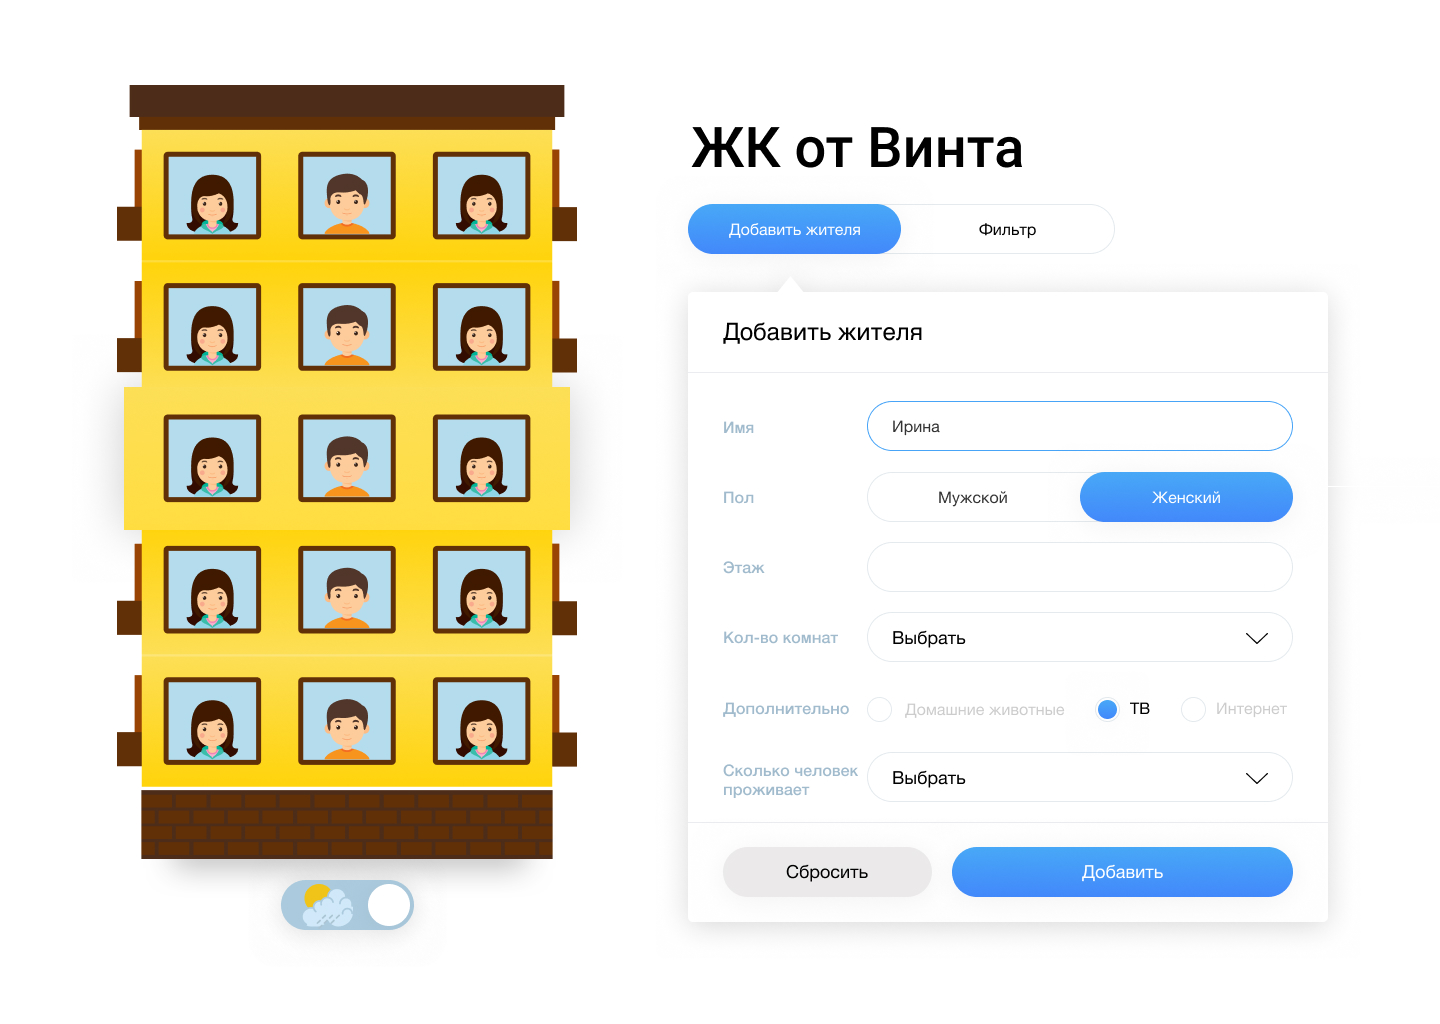 ЖК от Винта
Добавить жителя Фильтр
Добавить жителя
Имя Ирина
Пол Мужской Женский
Этаж
Кол-во комнат Выбрать
Дополнительно Домашние животные ТВ Интернет
Сколько человек
проживает Выбрать
Сбросить Добавить